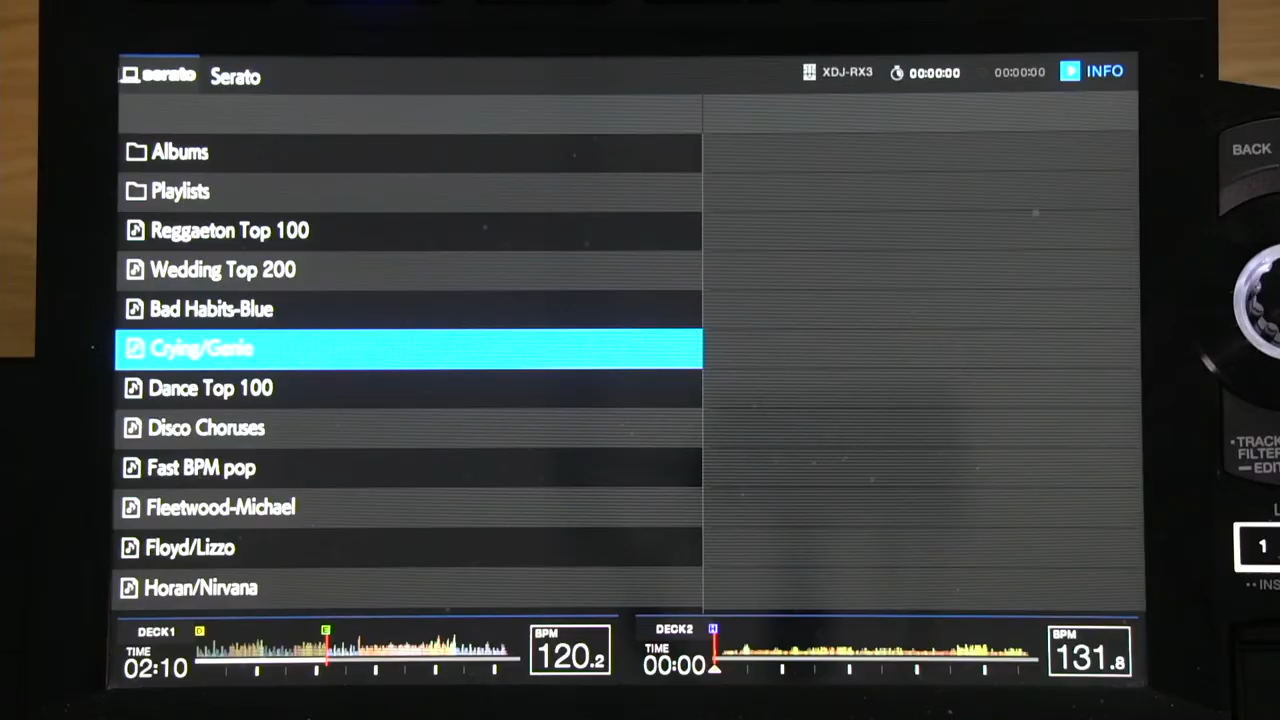 serato Serato XDJ-RX3 00:00:00 00:00:00 INFO
Albums
Playlists
Reggaeton Top 100
Wedding Top 200
Bad Habits-Blue
Crying/Genie
Dance Top 100
Disco Choruses
Fast BPM pop
Fleetwood-Michael
Floyd/Lizzo
Horan/Nirvana
DECK1 D E
TIME
02:10
BPM
120.2
DECK2 H
TIME
00:00
BPM
131.8
BACK
•TRACK
FILTER
1